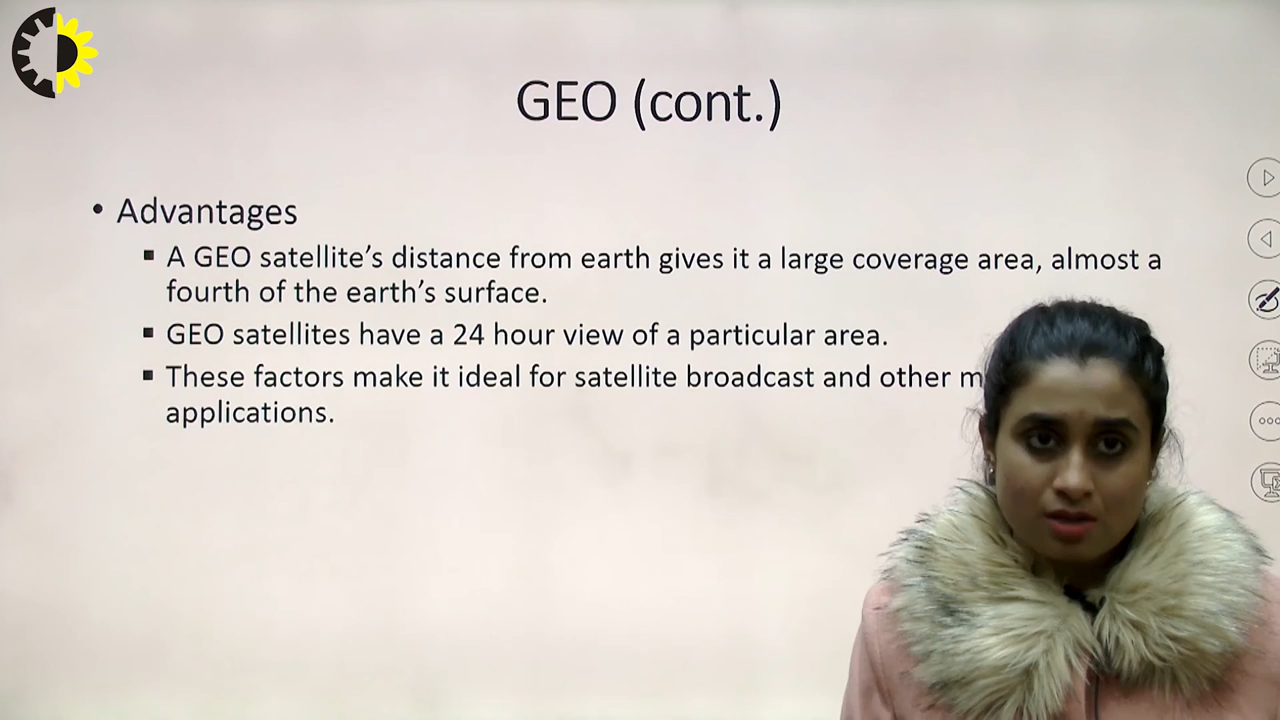 GEO (cont.)
• Advantages
▪ A GEO satellite’s distance from earth gives it a large coverage area, almost a
fourth of the earth’s surface.
▪ GEO satellites have a 24 hour view of a particular area.
▪ These factors make it ideal for satellite broadcast and other
applications.